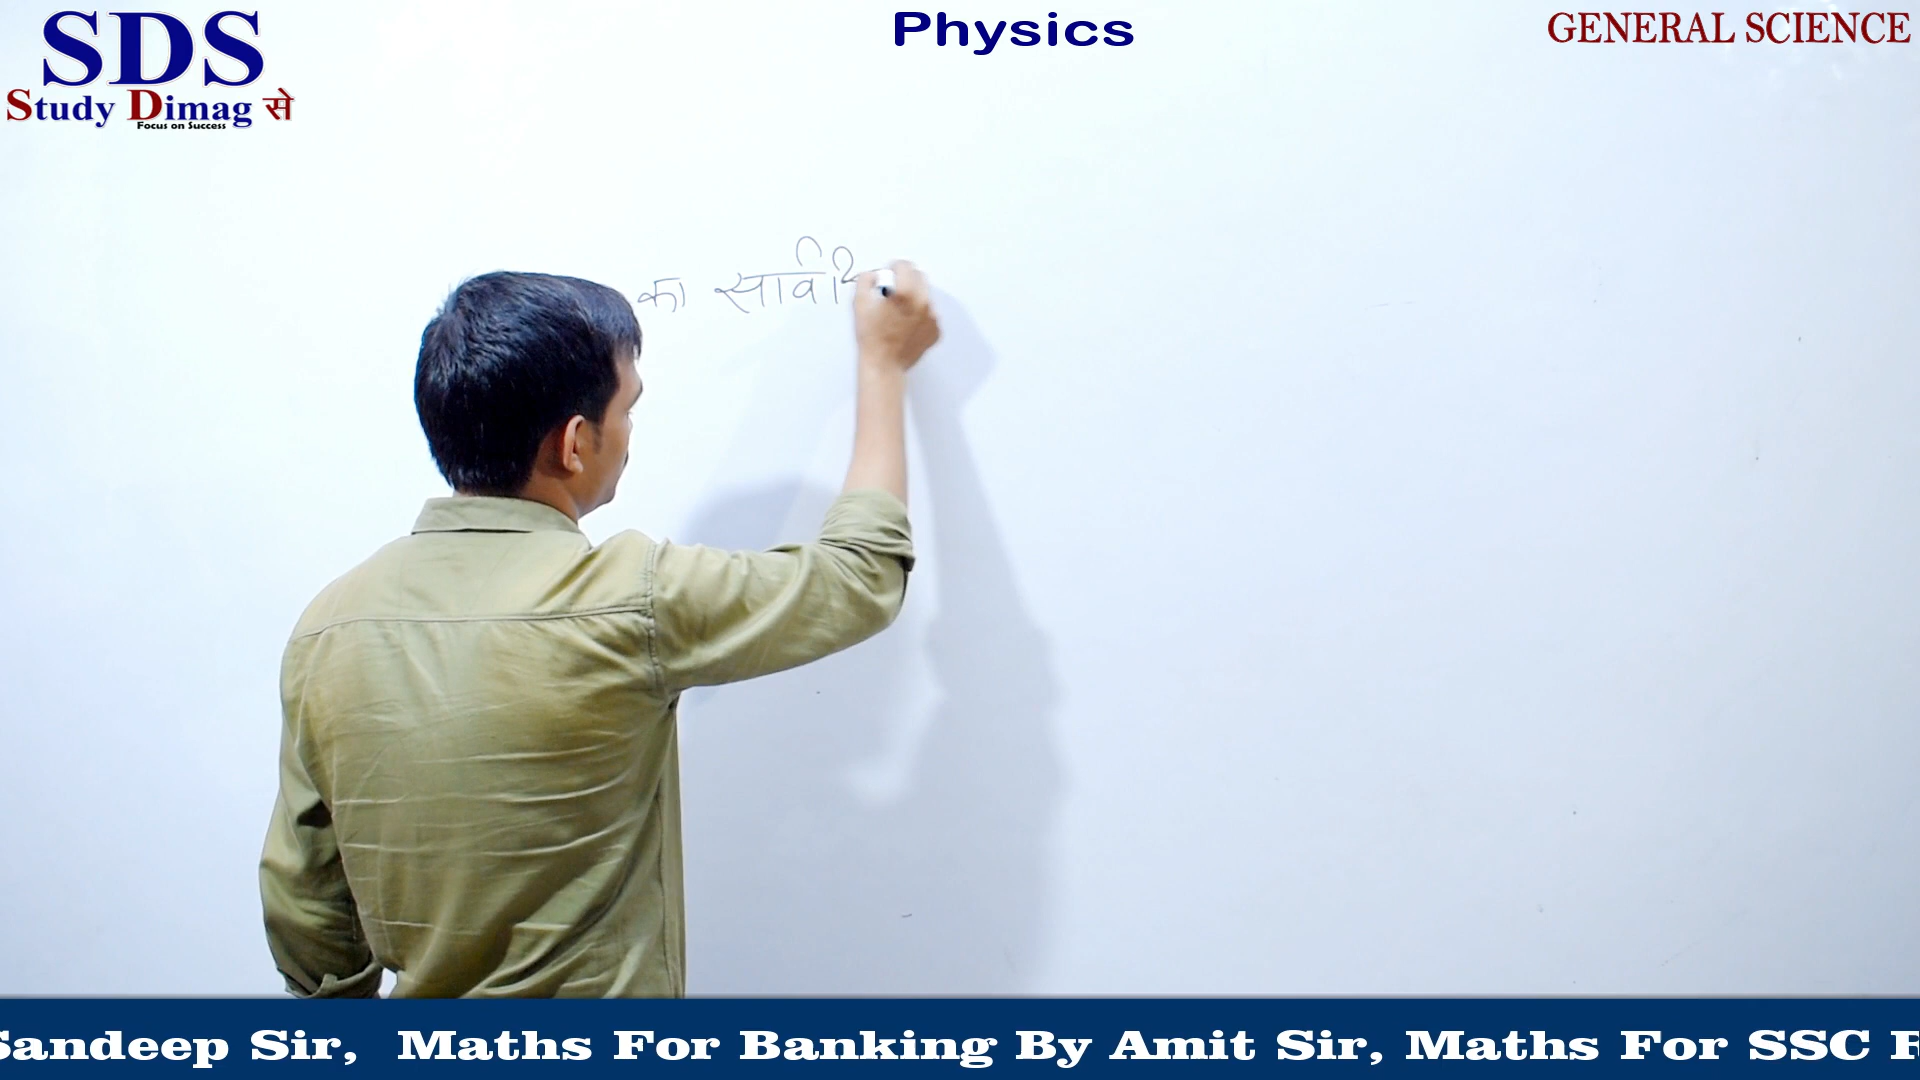 SDS
Physics
GENERAL SCIENCE
Study Dimag से
Focus on Success
का
Sandeep Sir, Maths For Banking By Amit Sir, Maths For SSC